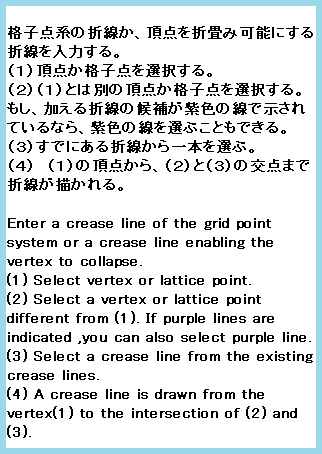 格子点系の折線か、頂点を折畳み可能にする
折線を入力する。
(1)頂点か格子点を選択する。
(2)(1)とは別の頂点か格子点を選択する。
もし、加える折線の候補が紫色の線で示され
ているなら、紫色の線を選ぶこともできる。
(3)すでにある折線から一本を選ぶ。
(4) (1)の頂点から、(2)と(3)の交点まで
折線が描かれる。
Enter a crease line of the grid point
system or a crease line enabling the
vertex to collapse.
(1) Select vertex or lattice point.
(2) Select a vertex or lattice point
different from (1). If purple lines are
indicated ,you can also select purple line.
(3) Select a crease line from the existing
crease lines.
(4) A crease line is drawn from the
vertex(1) to the intersection of (2) and
(3).